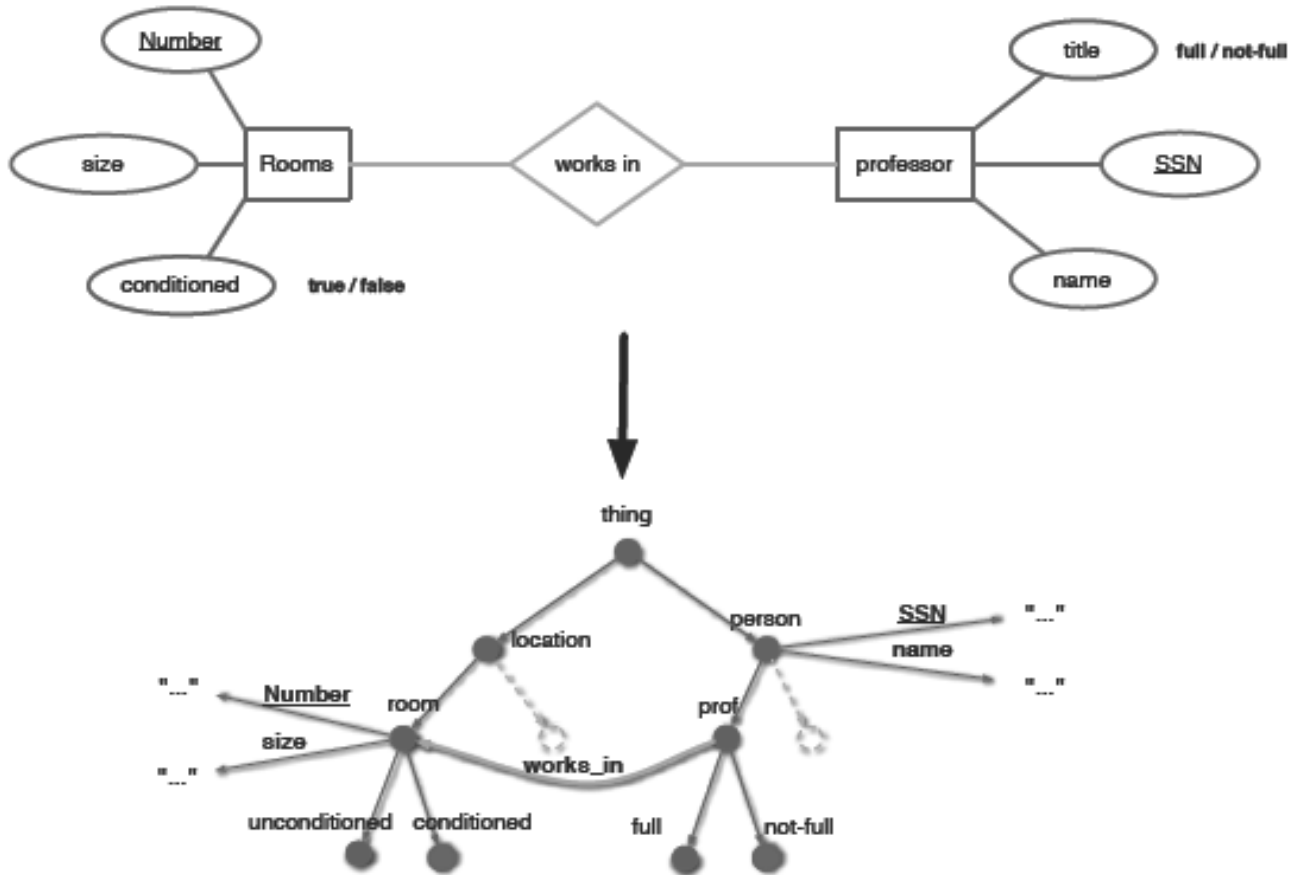 Number
title
full / not-full
size
Rooms
works in
professor
SSN
conditioned
true / false
name
thing
person
SSN
"..."
location
name
"..."
Number
room
prof
"..."
size
works_in
"..."
unconditioned
conditioned
full
not-full